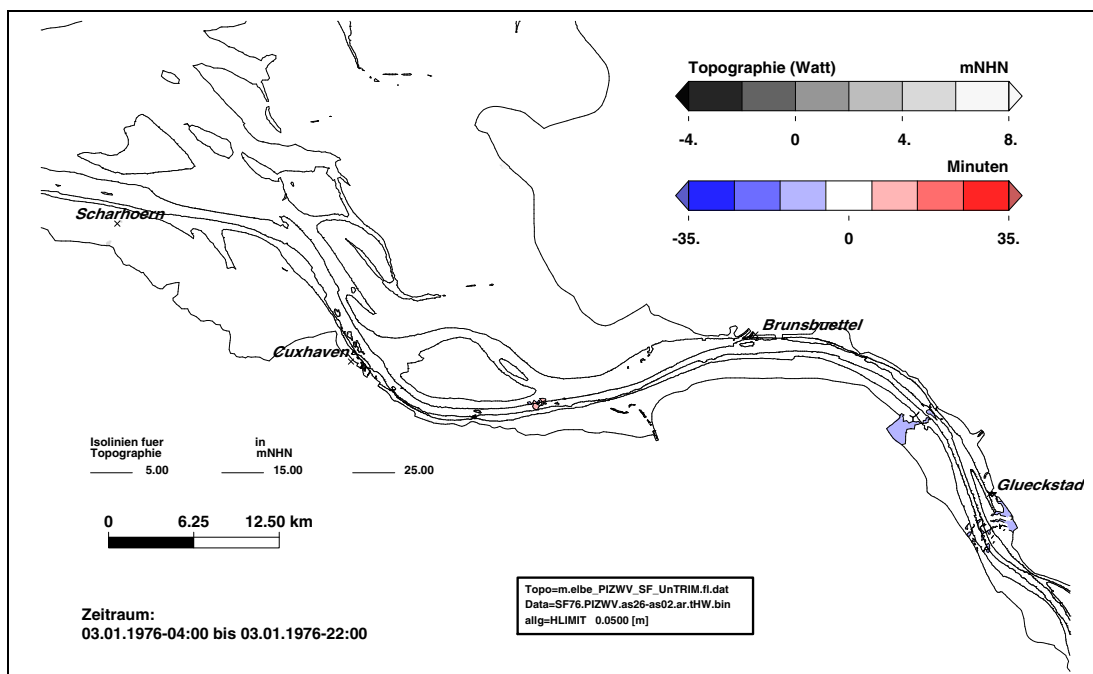 Topographie (Watt) mNHN
-4. 0 4. 8.
Minuten
-35. 0 35.
Scharhoern
Brunsbuettel
Cuxhaven
Isolinien fuer in
Topographie mNHN
5.00 15.00 25.00
Glueckstad
0 6.25 12.50 km
Topo=m.elbe_PIZWV_SF_UnTRIM.fl.dat
Data=SF76.PIZWV.as26-as02.ar.tHW.bin
allg=HLIMIT 0.0500 [m]
Zeitraum:
03.01.1976-04:00 bis 03.01.1976-22:00